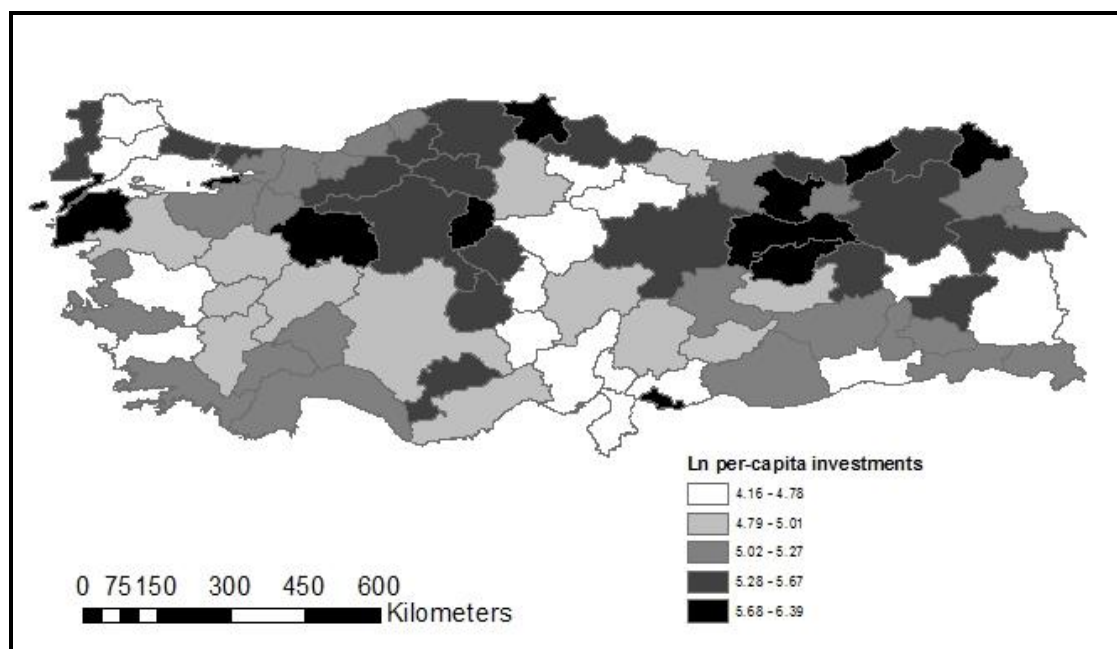 Ln per-capita investments
4.16 - 4.78
4.79 - 5.01
5.02 - 5.27
5.28 - 5.67
5.68 - 6.39
0 75 150 300 450 600
Kilometers